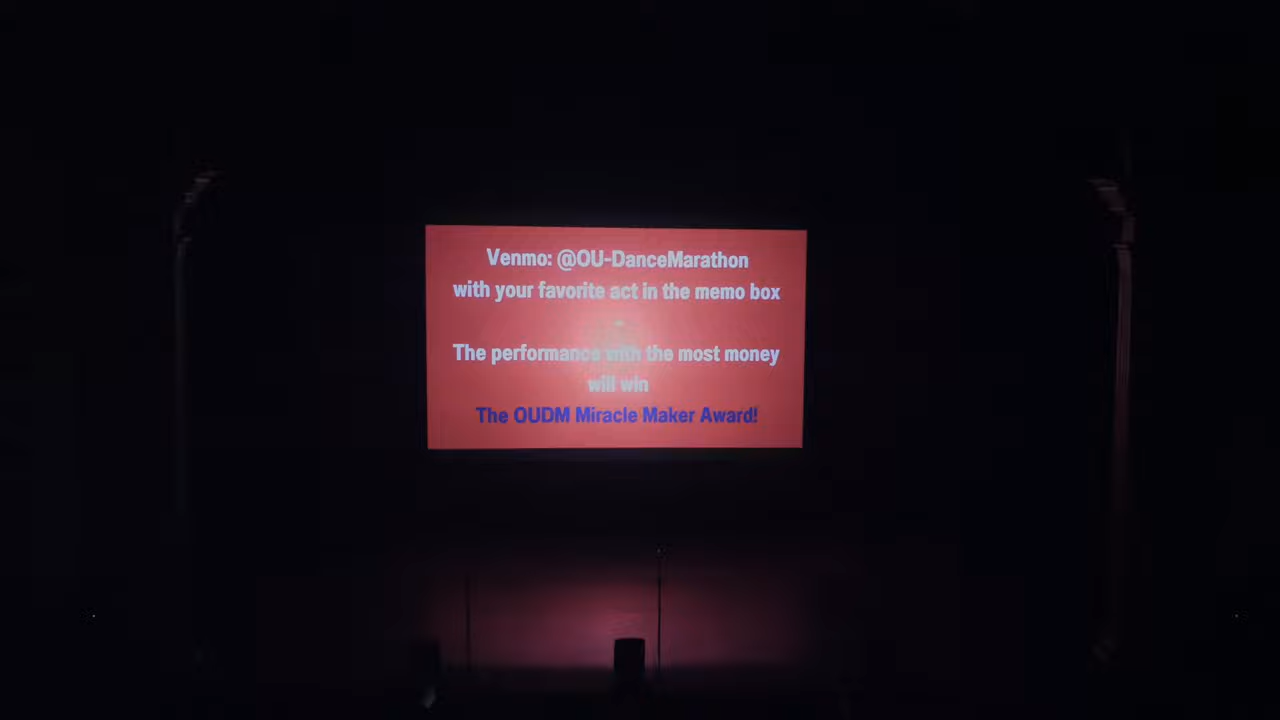 Venmo: @OU-DanceMarathon
with your favorite act in the memo box
The performance with the most money
will win
The OUDM Miracle Maker Award!